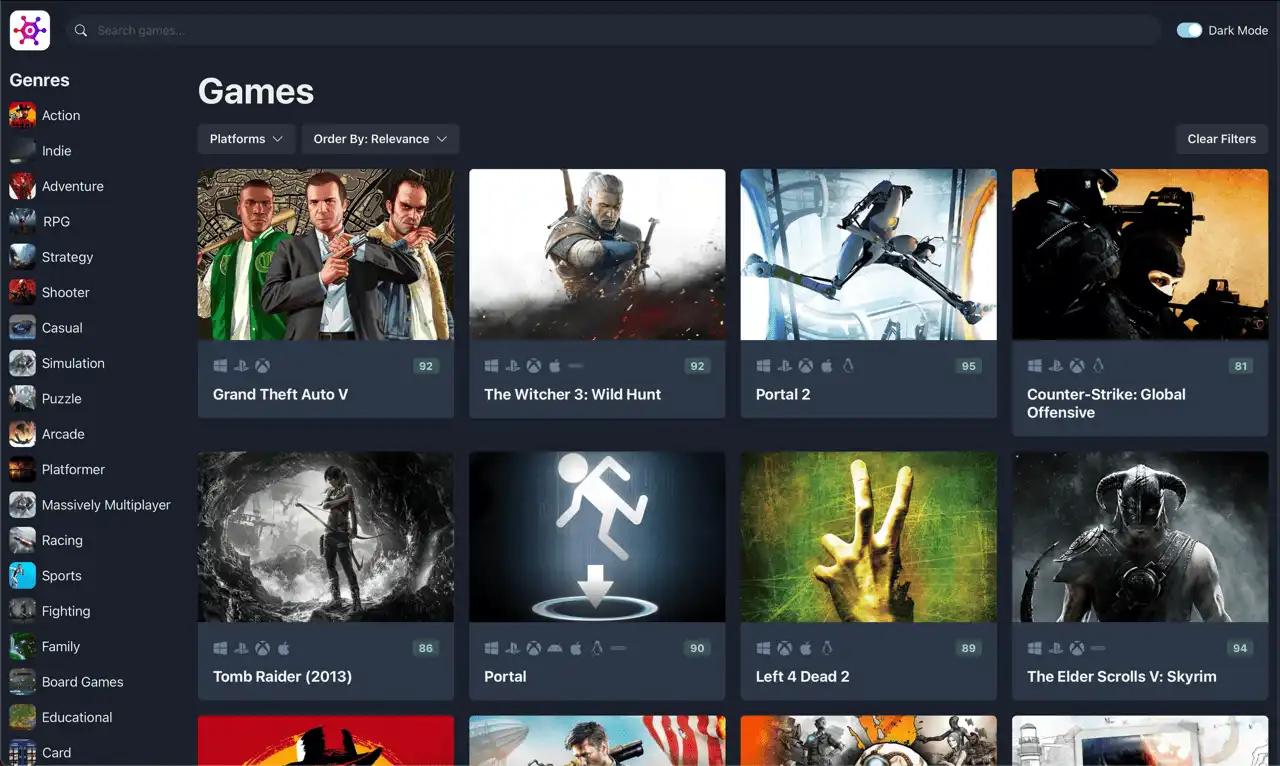 Search games...
Dark Mode
Genres
Action
Indie
Adventure
RPG
Strategy
Shooter
Casual
Simulation
Puzzle
Arcade
Platformer
Massively Multiplayer
Racing
Sports
Fighting
Family
Board Games
Educational
Card
Games
Platforms
Order By: Relevance
Clear Filters
92
Grand Theft Auto V
92
The Witcher 3: Wild Hunt
95
Portal 2
81
Counter-Strike: Global
Offensive
86
Tomb Raider (2013)
90
Portal
89
Left 4 Dead 2
94
The Elder Scrolls V: Skyrim